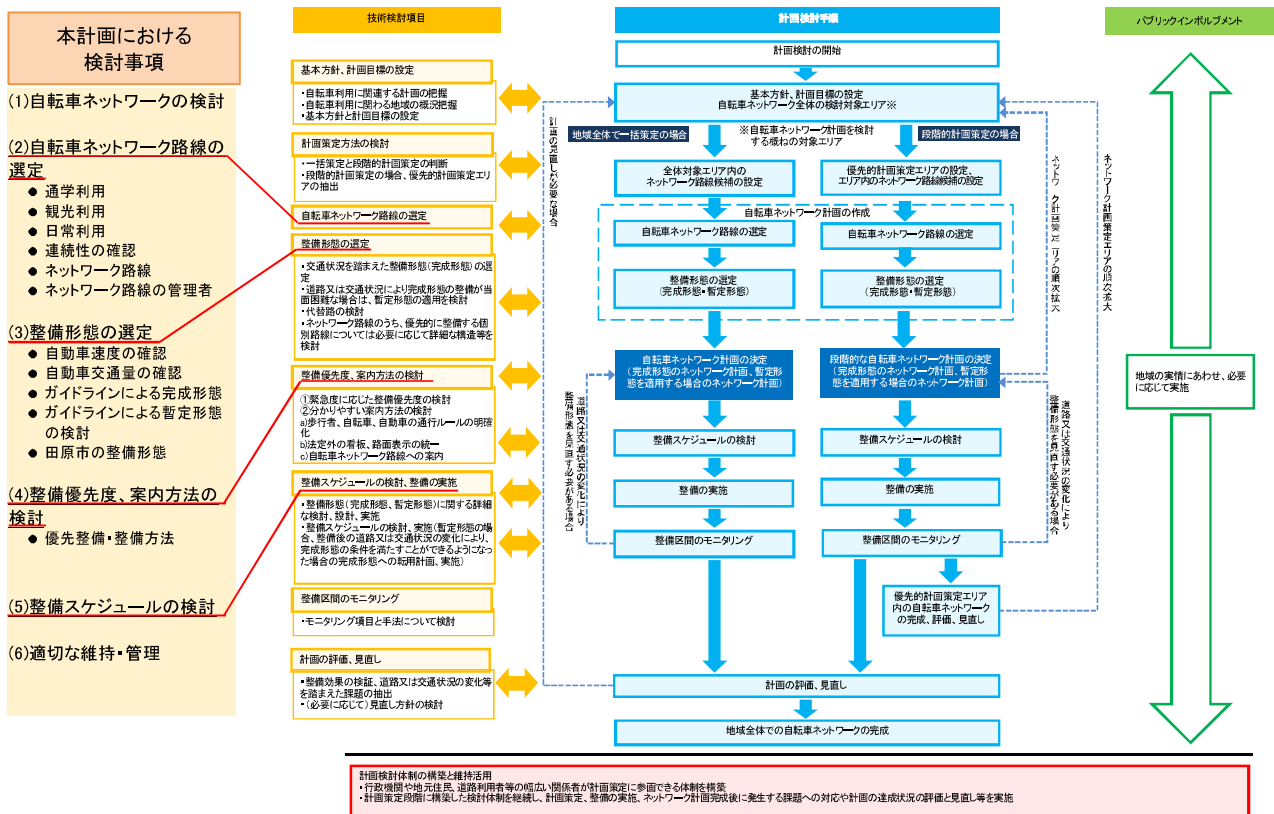 本計画における
検討事項
(1)自転車ネットワークの検討
(2)自転車ネットワーク路線の
選定
● 通学利用
● 観光利用
● 日常利用
● 連続性の確認
● ネットワーク路線
● ネットワーク路線の管理者
(3)整備形態の選定
● 自動車速度の確認
● 自動車交通量の確認
● ガイドラインによる完成形態
● ガイドラインによる暫定形態
の検討
● 田原市の整備形態
(4)整備優先度、案内方法の
検討
● 優先整備・整備方法
(5)整備スケジュールの検討
(6)適切な維持・管理
技術検討項目
基本方針、計画目標の設定
・自転車利用に関連する計画の把握
・自転車利用に関わる地域の概況把握
・基本方針と計画目標の設定
計画策定方法の検討
・一括策定と段階的計画策定の判断
・段階的計画策定の場合、優先的計画策定エリ
アの抽出
自転車ネットワーク路線の選定
整備形態の選定
・交通状況を踏まえた整備形態(完成形態)の選
定
・道路又は交通状況により完成形態の整備が当
面困難な場合は、暫定形態の適用を検討
・代替路の検討
・ネットワーク路線のうち、優先的に整備する個
別路線については必要に応じて詳細な構造等を
検討
整備優先度、案内方法の検討
①緊急度に応じた整備優先度の検討
②分かりやすい案内方法の検討
a)歩行者、自転車、自動車の通行ルールの明確
化
b)法定外の看板、路面表示の統一
c)自転車ネットワーク路線への案内
整備スケジュールの検討、整備の実施
・整備形態(完成形態、暫定形態)に関する詳細
な検討、設計、実施
・整備スケジュールの検討、実施(暫定形態の場
合、整備後の道路又は交通状況の変化により、
完成形態の条件を満たすことができるようになっ
た場合の完成形態への転用計画、実施)
整備区間のモニタリング
・モニタリング項目と手法について検討
計画の評価、見直し
・整備効果の検証、道路又は交通状況の変化等
を踏まえた課題の抽出
・(必要に応じて)見直し方針の検討
計画検討手順
計画検討の開始
基本方針、計画目標の設定
自転車ネットワーク全体の検討対象エリア※
地域全体で一括策定の場合
※自転車ネットワーク計画を検討
する概ねの対象エリア
段階的計画策定の場合
全体対象エリア内の
ネットワーク路線候補の設定
優先的計画策定エリアの設定、
エリア内のネットワーク路線候補の設定
自転車ネットワーク計画の作成
自転車ネットワーク路線の選定
自転車ネットワーク路線の選定
整備形態の選定
(完成形態・暫定形態)
整備形態の選定
(完成形態・暫定形態)
自転車ネットワーク計画の決定
(完成形態のネットワーク計画、暫定形
態を適用する場合のネットワーク計画)
段階的な自転車ネットワーク計画の決定
(完成形態のネットワーク計画、暫定形
態を適用する場合のネットワーク計画)
整備スケジュールの検討
整備スケジュールの検討
整備の実施
整備の実施
整備区間のモニタリング
整備区間のモニタリング
優先的計画策定エリア
内の自転車ネットワーク
の完成、評価、見直し
計画の評価、見直し
地域全体での自転車ネットワークの完成
計画の見直しが必要な場合
道路又は交通状況の変化により
整備形態を見直す必要がある場合
道路又は交通状況の変化により
整備形態を見直す必要がある場合
ネットワーク計画策定エリアの順次拡大
ネットワーク計画策定エリアの順次拡大
パブリックインボルブメント
地域の実情にあわせ、必要
に応じて実施
計画検討体制の構築と維持活用
・行政機関や地元住民、道路利用者等の幅広い関係者が計画策定に参画できる体制を構築
・計画策定段階に構築した検討体制を継続し、計画策定、整備の実施、ネットワーク計画完成後に発生する課題への対応や計画の達成状況の評価と見直し等を実施